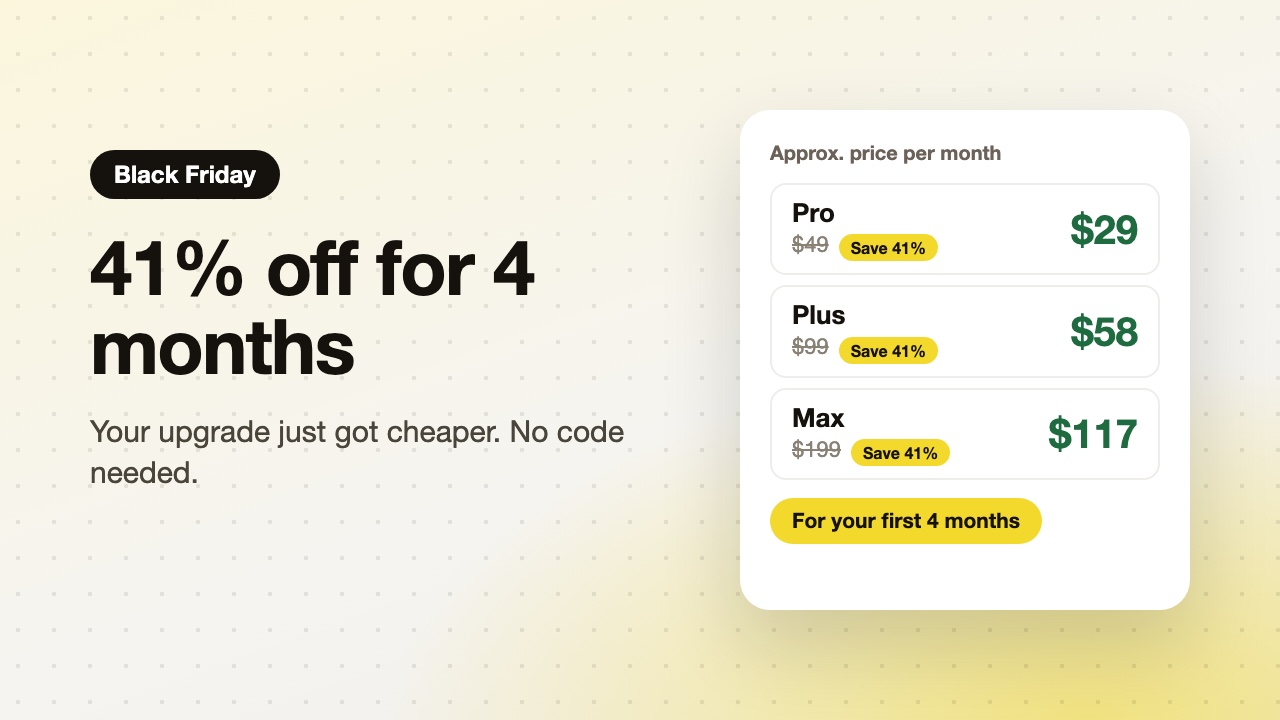 Black Friday
41% off for 4
months
Your upgrade just got cheaper. No code
needed.
Approx. price per month
Pro
$49 Save 41%
$29
Plus
$99 Save 41%
$58
Max
$199 Save 41%
$117
For your first 4 months